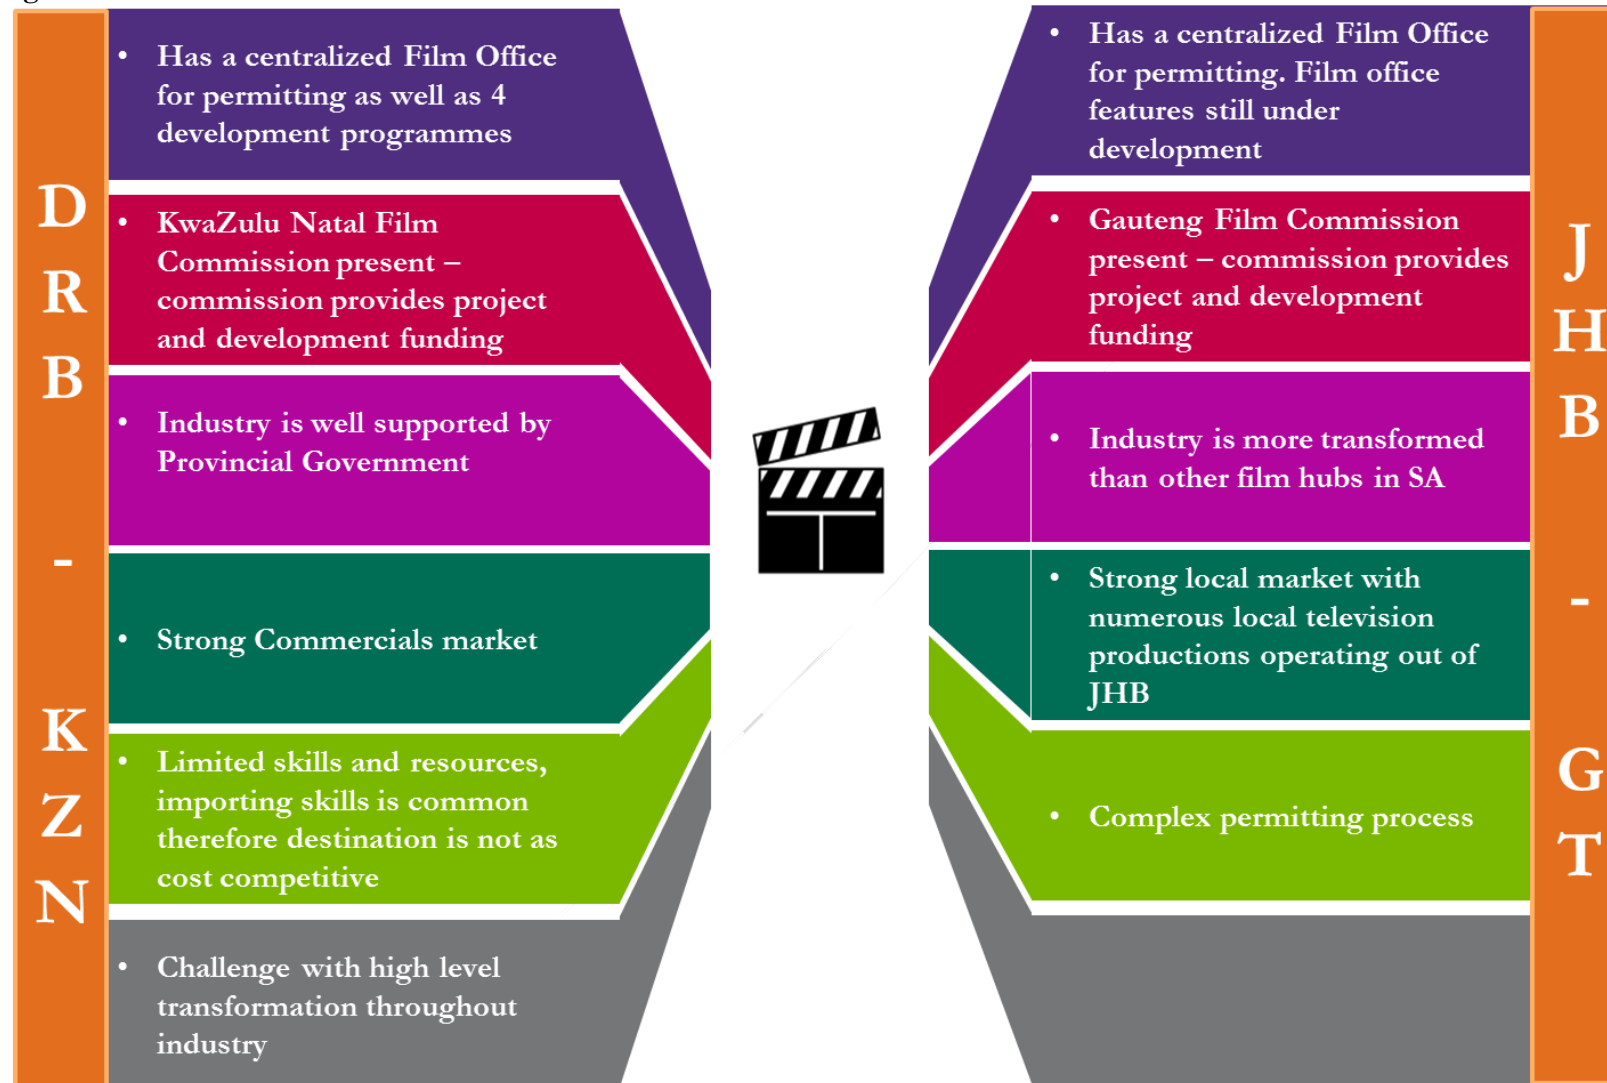 g
D
R
B
-
K
Z
N
• Has a centralized Film Office
for permitting as well as 4
development programmes
• KwaZulu Natal Film
Commission present –
commission provides project
and development funding
• Industry is well supported by
Provincial Government
• Strong Commercials market
• Limited skills and resources,
importing skills is common
therefore destination is not as
cost competitive
• Challenge with high level
transformation throughout
industry
• Has a centralized Film Office
for permitting. Film office
features still under
development
• Gauteng Film Commission
present – commission provides
project and development
funding
• Industry is more transformed
than other film hubs in SA
• Strong local market with
numerous local television
productions operating out of
JHB
• Complex permitting process
J
H
B
-
G
T